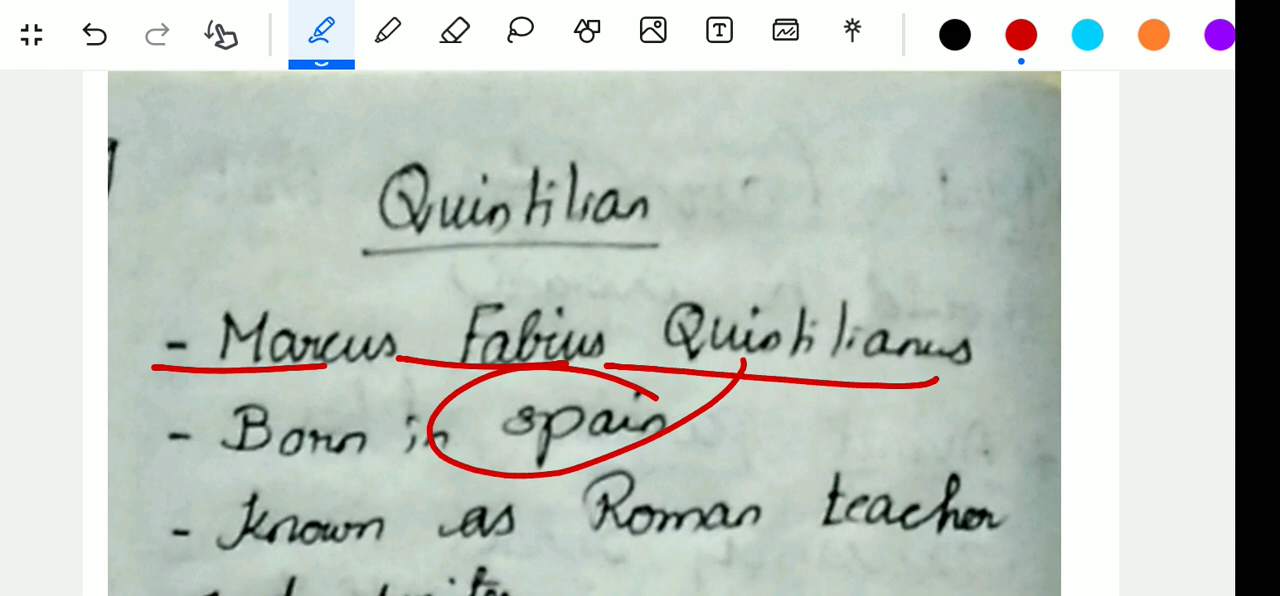 Quintilian
- Marcus Fabius Quintilianus
- Born in spain
- Known as Roman teacher